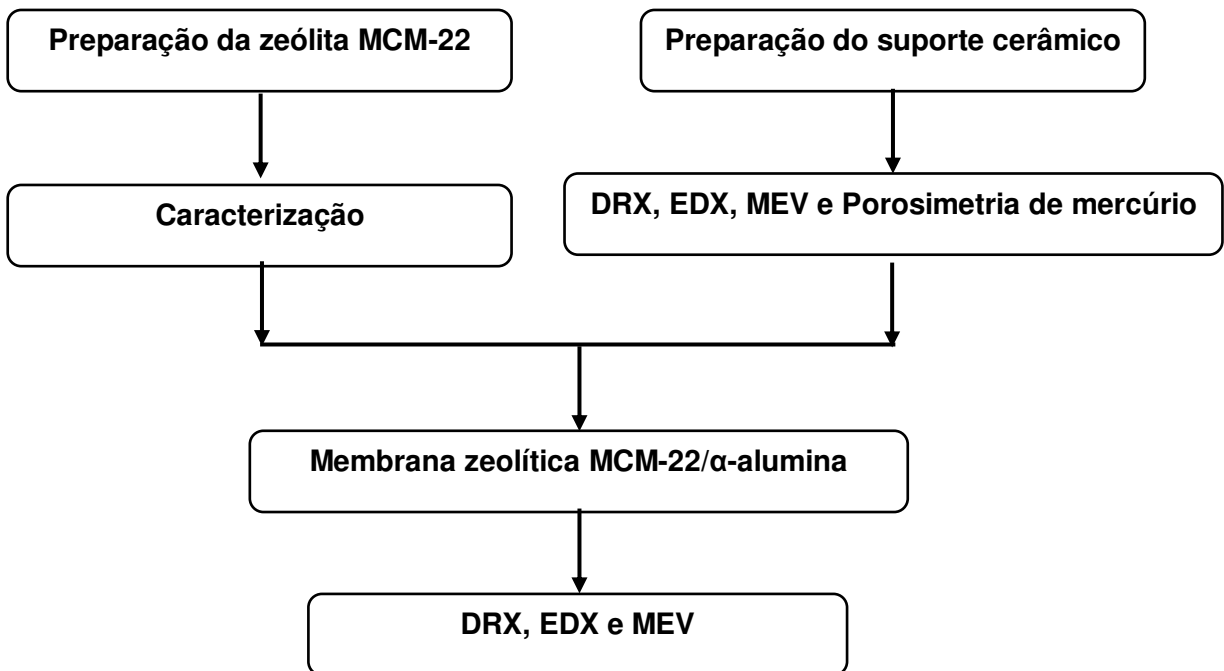 Preparação da zeólita MCM-22
Preparação do suporte cerâmico
Caracterização
DRX, EDX, MEV e Porosimetria de mercúrio
Membrana zeolítica MCM-22/α-alumina
DRX, EDX e MEV